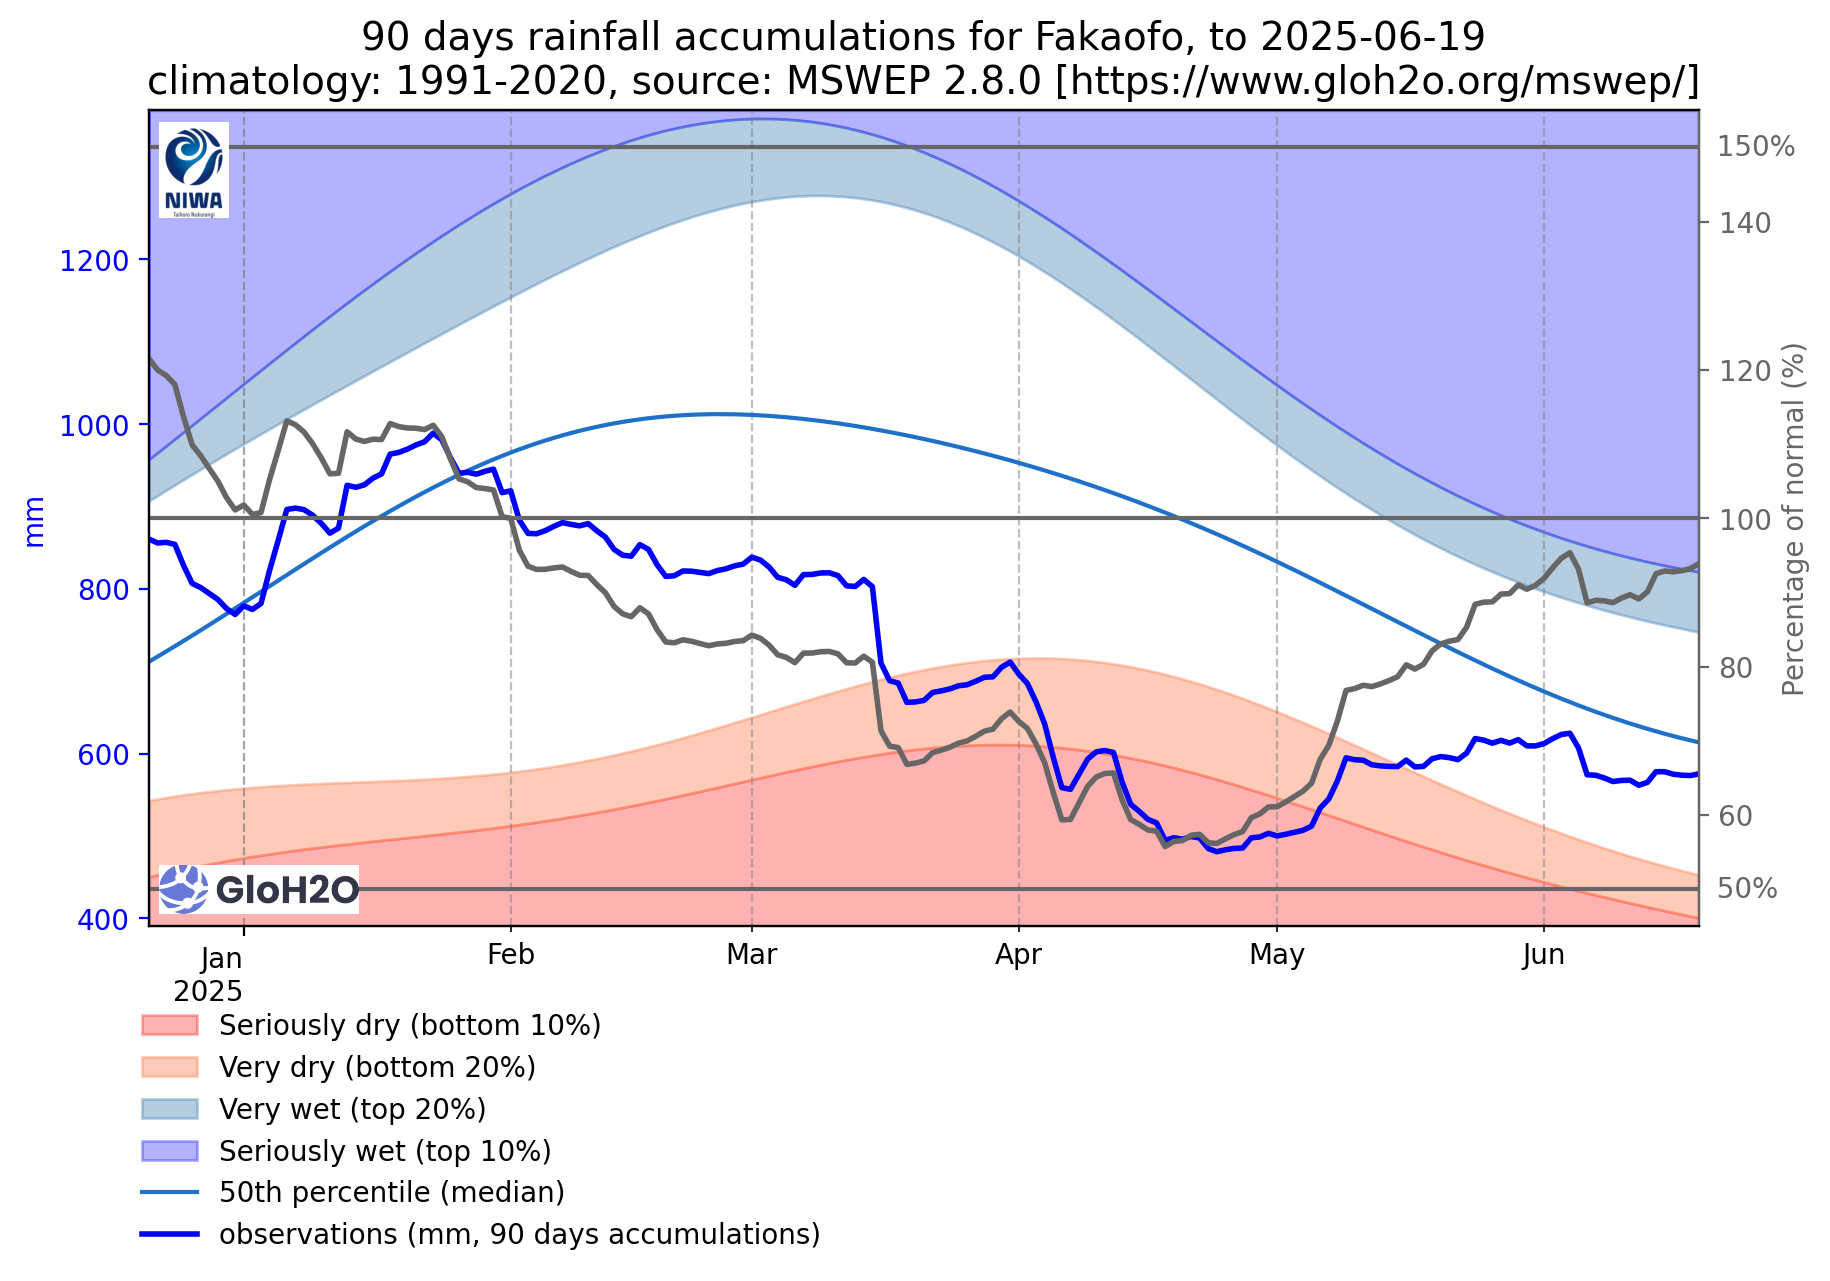 90 days rainfall accumulations for Fakaofo, to 2025-06-19
climatology: 1991-2020, source: MSWEP 2.8.0 [https://www.gloh2o.org/mswep/]
NIWA
Taihoro Nukurangi
150%
140
120
100
80
60
50%
Percentage of normal (%)
1200
1000
800
600
400
mm
GloH2O
Jan
2025
Feb
Mar
Apr
May
Jun
Seriously dry (bottom 10%)
Very dry (bottom 20%)
Very wet (top 20%)
Seriously wet (top 10%)
50th percentile (median)
observations (mm, 90 days accumulations)